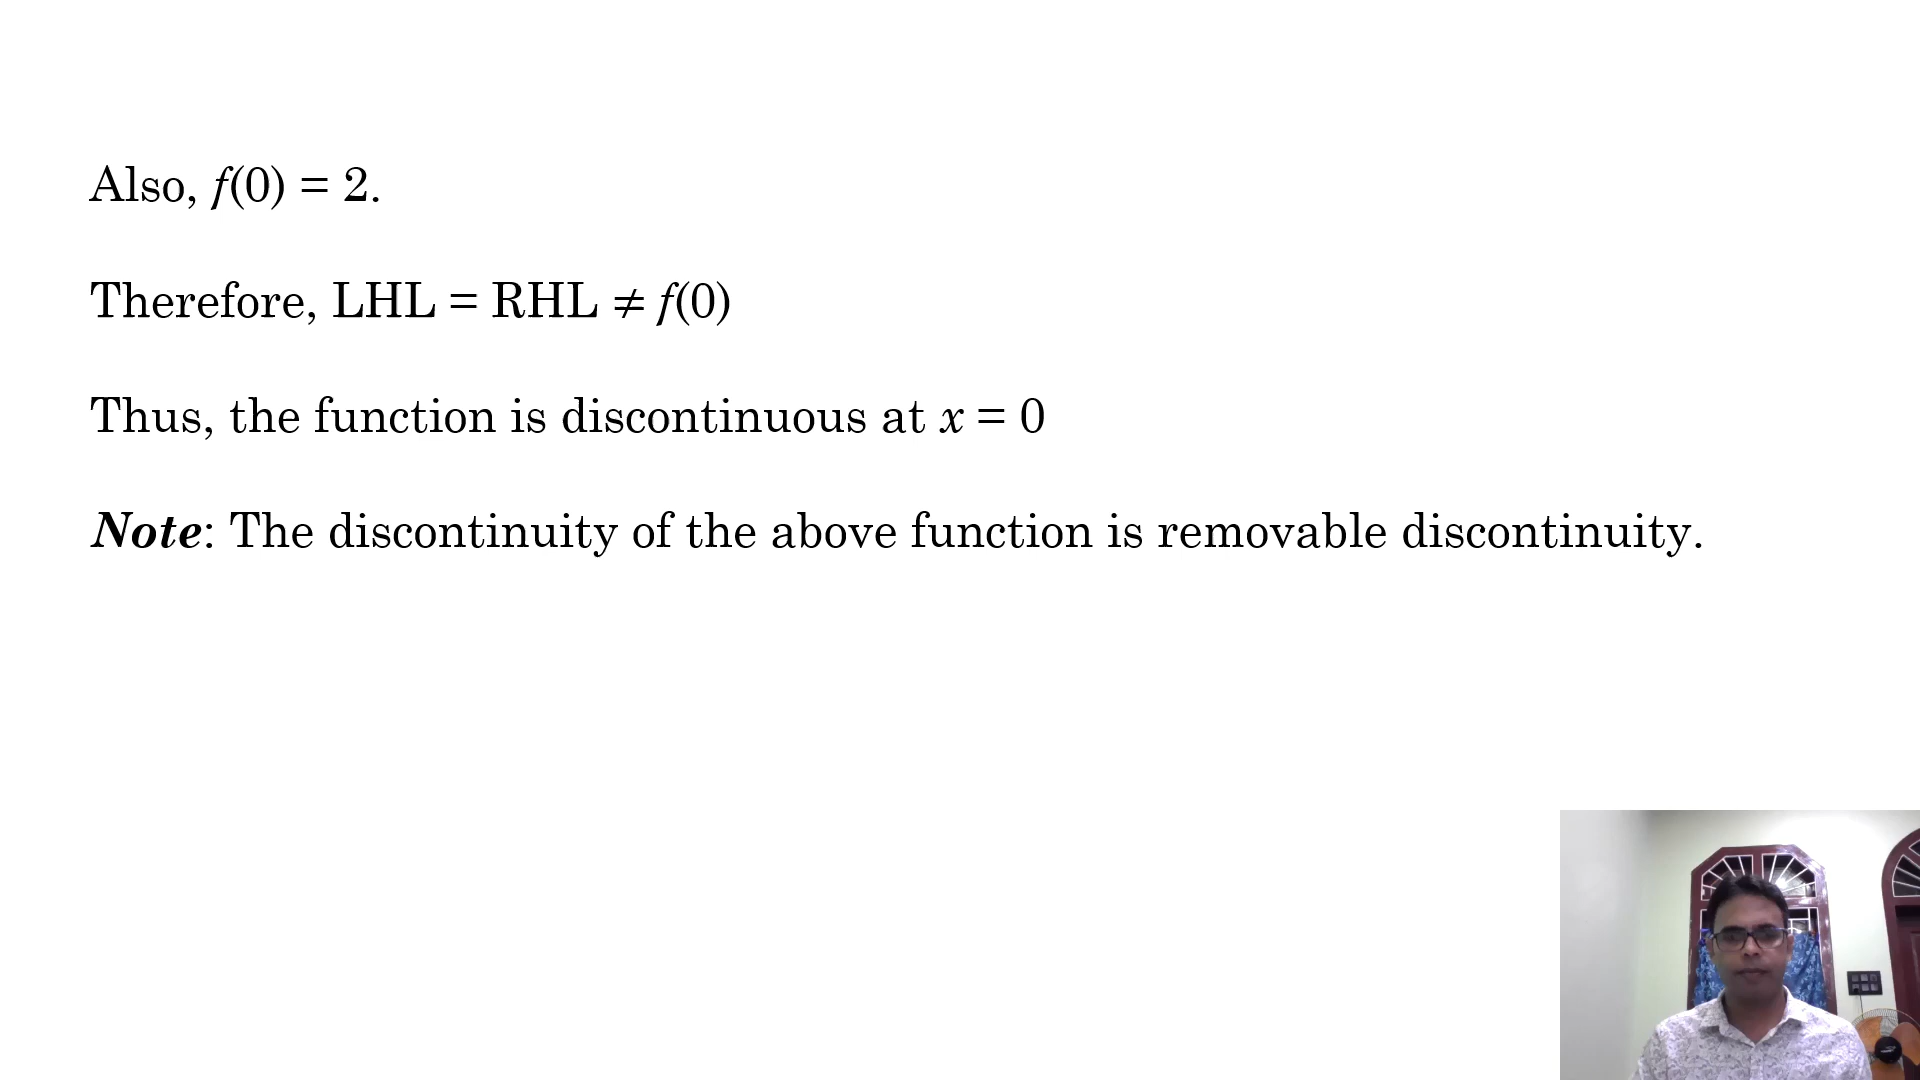 Also, f(0) = 2.
Therefore, LHL = RHL ≠ f(0)
Thus, the function is discontinuous at x = 0
Note: The discontinuity of the above function is removable discontinuity.